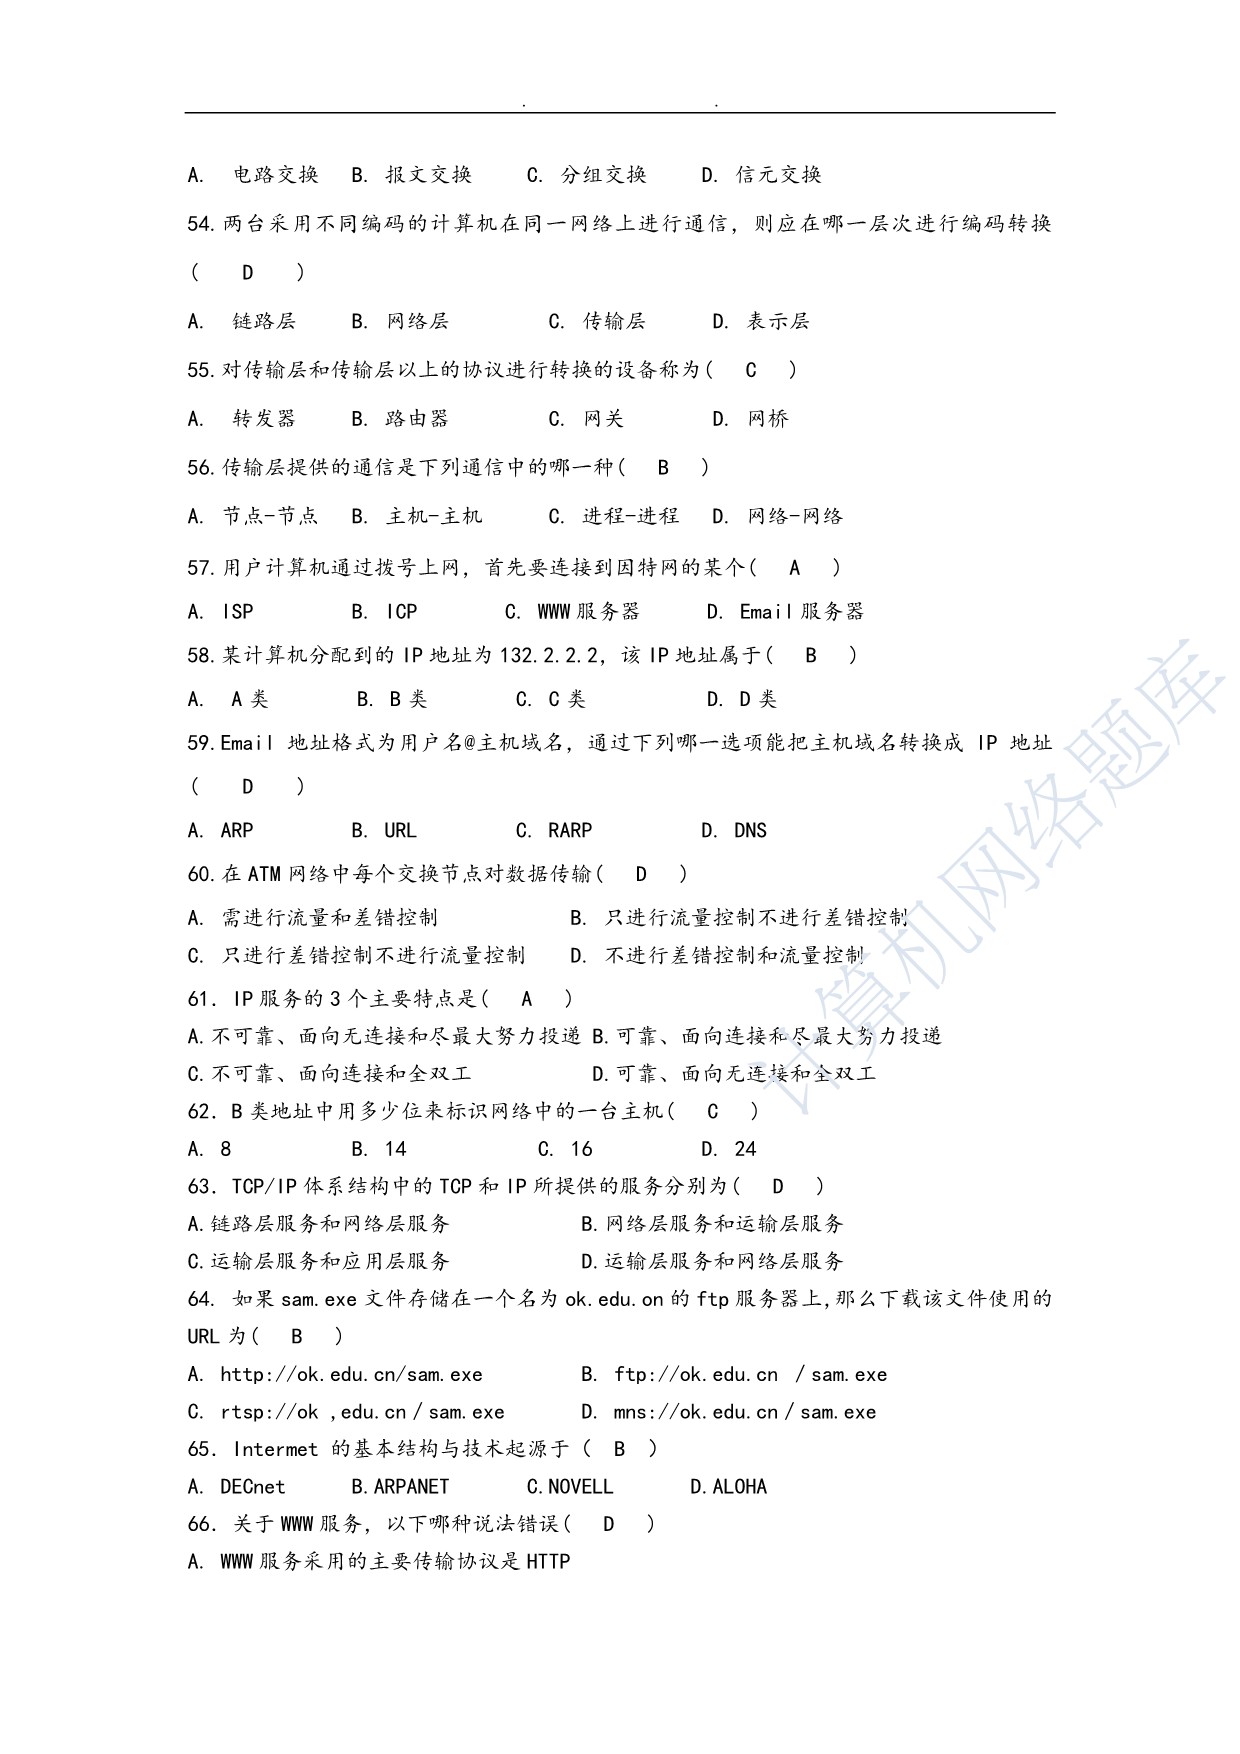 A. 电路交换 B. 报文交换 C. 分组交换 D. 信元交换
54.两台采用不同编码的计算机在同一网络上进行通信，则应在哪一层次进行编码转换
( D )
A. 链路层 B. 网络层 C. 传输层 D. 表示层
55.对传输层和传输层以上的协议进行转换的设备称为( C )
A. 转发器 B. 路由器 C. 网关 D. 网桥
56.传输层提供的通信是下列通信中的哪一种( B )
A. 节点-节点 B. 主机-主机 C. 进程-进程 D. 网络-网络
57.用户计算机通过拨号上网，首先要连接到因特网的某个( A )
A. ISP B. ICP C. WWW服务器 D. Email服务器
58.某计算机分配到的IP地址为132.2.2.2，该IP地址属于( B )
A. A类 B. B类 C. C类 D. D类
59.Email 地址格式为用户名@主机域名，通过下列哪一选项能把主机域名转换成 IP 地址
( D )
A. ARP B. URL C. RARP D. DNS
60.在ATM网络中每个交换节点对数据传输( D )
A. 需进行流量和差错控制 B. 只进行流量控制不进行差错控制
C. 只进行差错控制不进行流量控制 D. 不进行差错控制和流量控制
61．IP服务的3个主要特点是( A )
A.不可靠、面向无连接和尽最大努力投递 B.可靠、面向连接和尽最大努力投递
C.不可靠、面向连接和全双工 D.可靠、面向无连接和全双工
62．B类地址中用多少位来标识网络中的一台主机( C )
A. 8 B. 14 C. 16 D. 24
63．TCP/IP体系结构中的TCP和IP所提供的服务分别为( D )
A.链路层服务和网络层服务 B.网络层服务和运输层服务
C.运输层服务和应用层服务 D.运输层服务和网络层服务
64. 如果sam.exe文件存储在一个名为ok.edu.on的ftp服务器上,那么下载该文件使用的
URL为( B )
A. http://ok.edu.cn/sam.exe B. ftp://ok.edu.cn ／sam.exe
C. rtsp://ok ,edu.cn／sam.exe D. mns://ok.edu.cn／sam.exe
65．Intermet 的基本结构与技术起源于 ( B )
A. DECnet B.ARPANET C.NOVELL D.ALOHA
66．关于WWW服务，以下哪种说法错误( D )
A. WWW服务采用的主要传输协议是HTTP
计算机网络题库